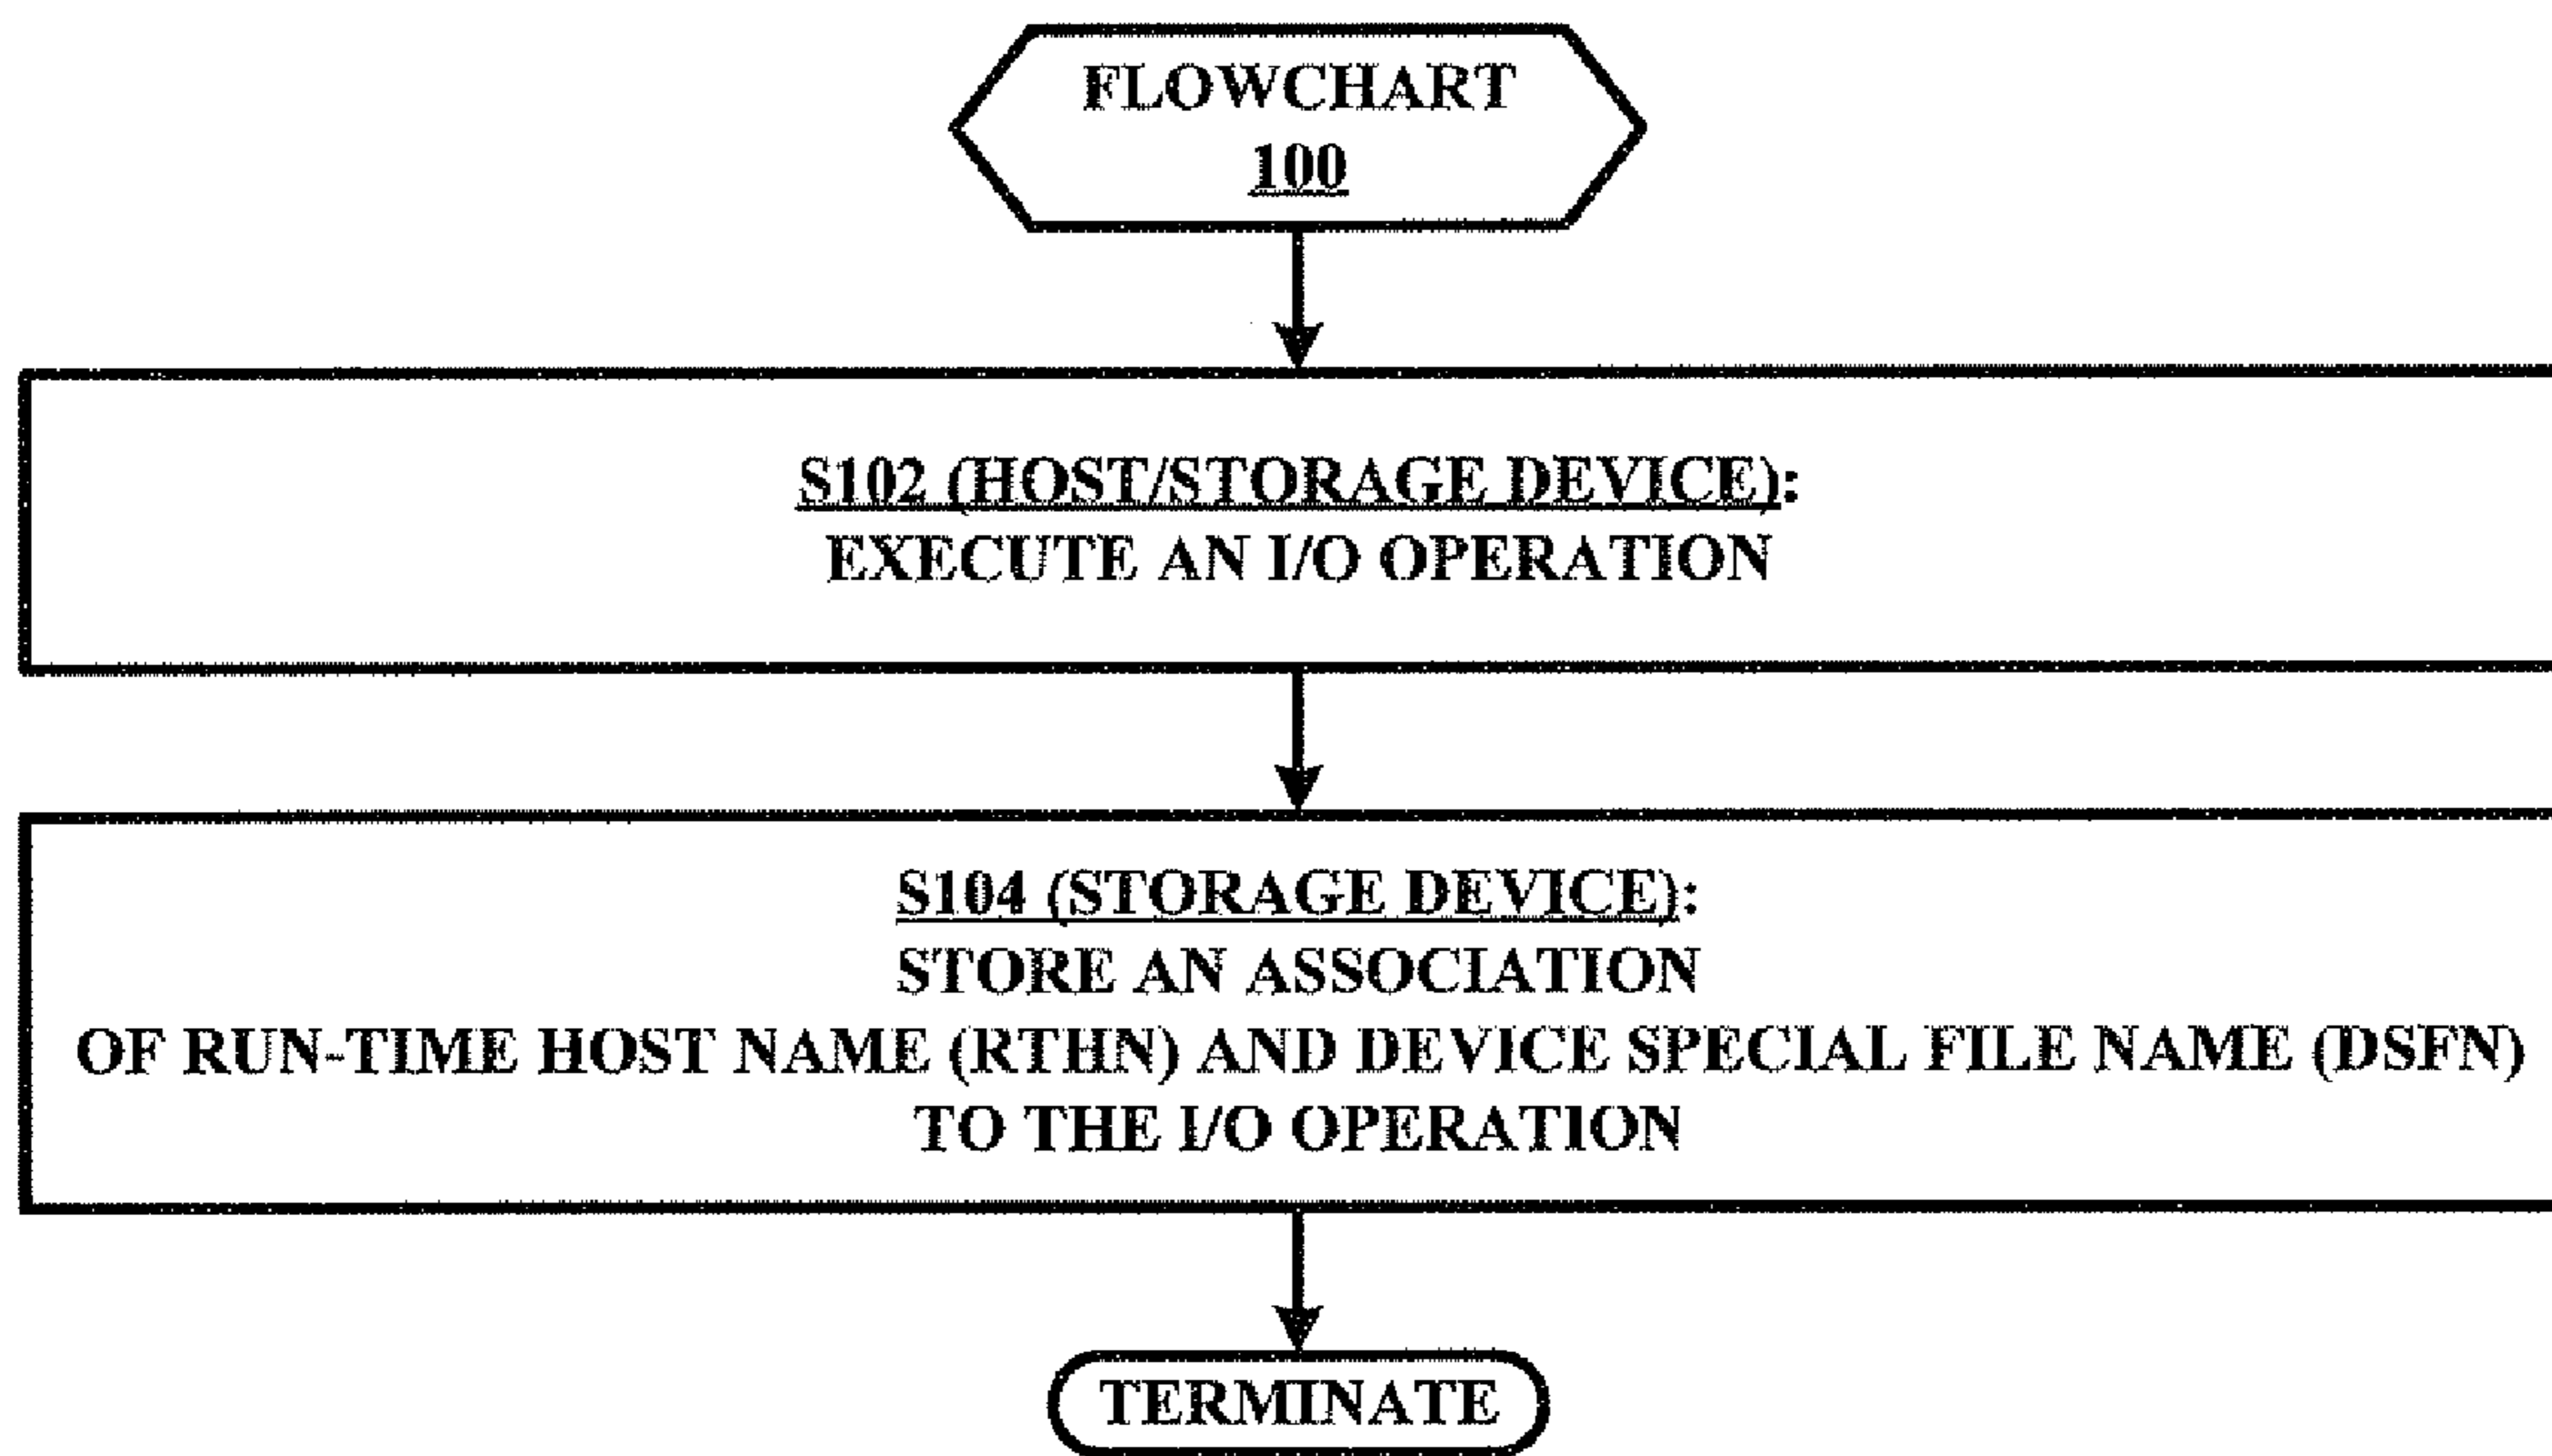 FLOWCHART
100
S102 (HOST/STORAGE DEVICE):
EXECUTE AN I/O OPERATION
S104 (STORAGE DEVICE):
STORE AN ASSOCIATION
OF RUN-TIME HOST NAME (RTHN) AND DEVICE SPECIAL FILE NAME (DSFN)
TO THE I/O OPERATION
TERMINATE